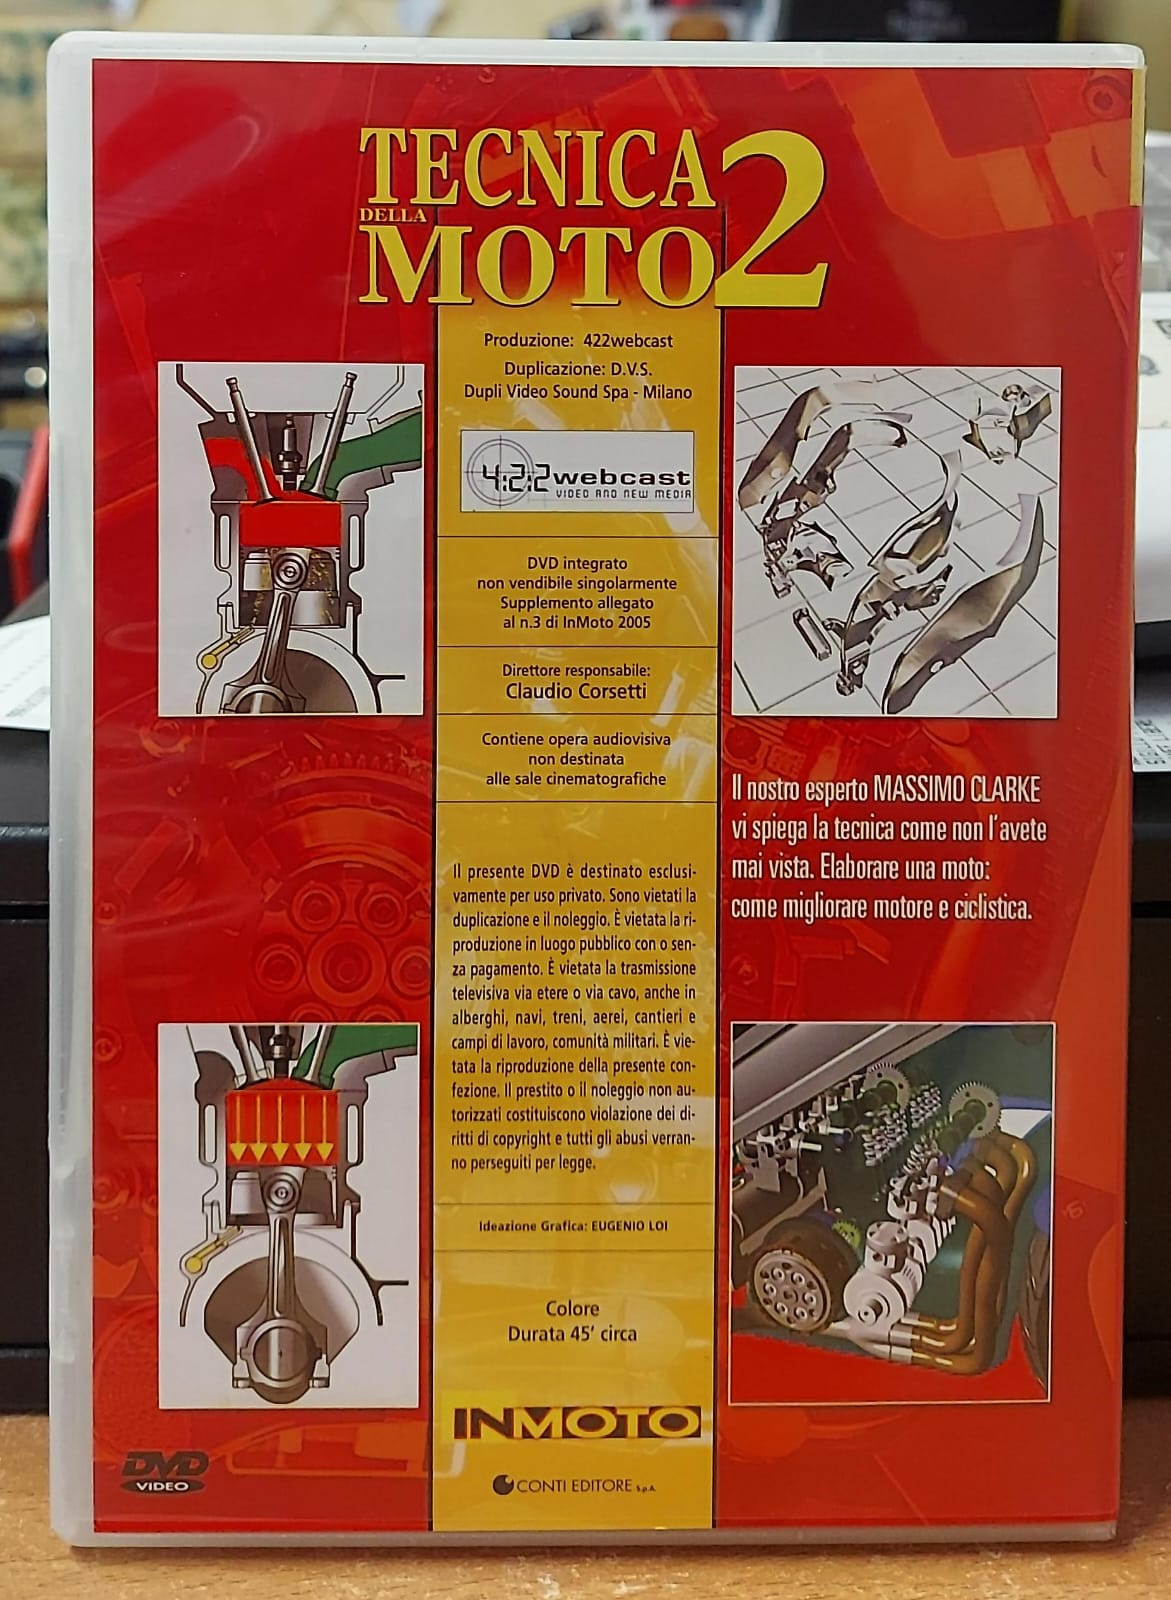 TECNICA
DELLA
MOTO 2
Produzione: 422webcast
Duplicazione: D.V.S.
Dupli Video Sound Spa - Milano
4:2:2 webcast
VIDEO AND NEW MEDIA
DVD integrato
non vendibile singolarmente
Supplemento allegato
al n.3 di InMoto 2005
Direttore responsabile:
Claudio Corsetti
Contiene opera audiovisiva
non destinata
alle sale cinematografiche
Il nostro esperto MASSIMO CLARKE
vi spiega la tecnica come non l'avete
mai vista. Elaborare una moto:
come migliorare motore e ciclistica.
Il presente DVD è destinato esclusi-
vamente per uso privato. Sono vietati la
duplicazione e il noleggio. È vietata la ri-
produzione in luogo pubblico con o sen-
za pagamento. È vietata la trasmissione
televisiva via etere o via cavo, anche in
alberghi, navi, treni, aerei, cantieri e
campi di lavoro, comunità militari. È vie-
tata la riproduzione della presente con-
fezione. Il prestito o il noleggio non au-
torizzati costituiscono violazione dei di-
ritti di copyright e tutti gli abusi verran-
no perseguiti per legge.
Ideazione Grafica: EUGENIO LOI
Colore
Durata 45' circa
INMOTO
CONTI EDITORE S.p.A.
DVD
VIDEO